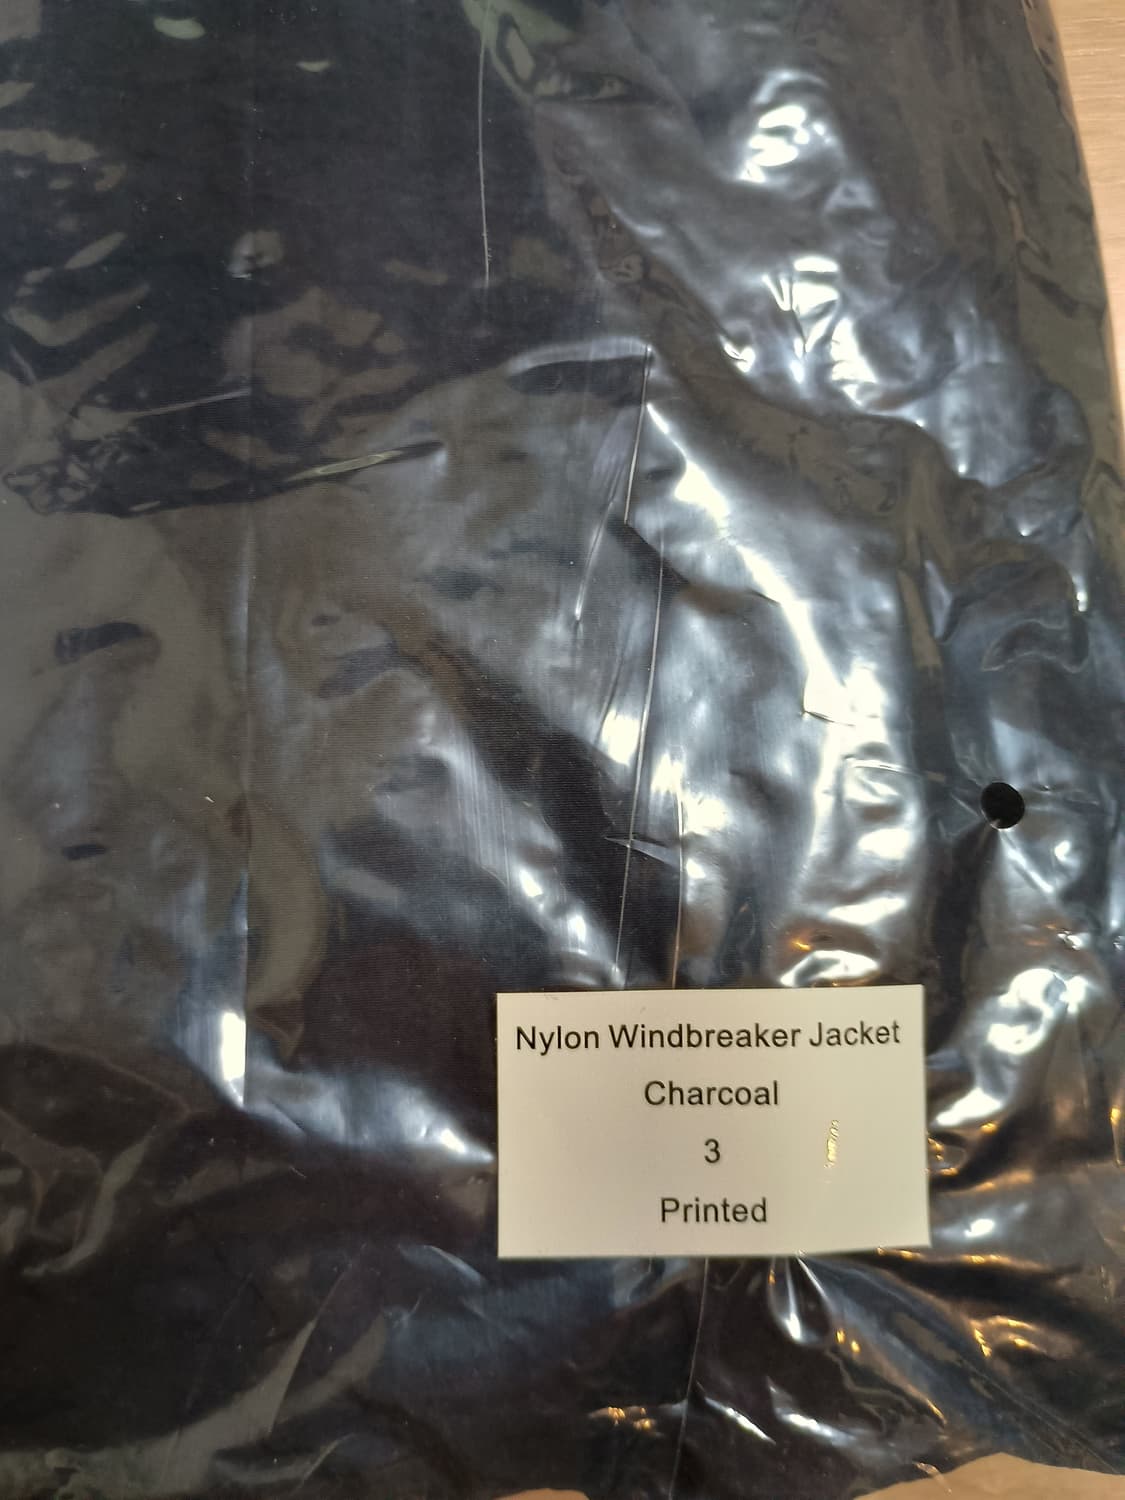 Nylon Windbreaker Jacket
Charcoal
3
Printed